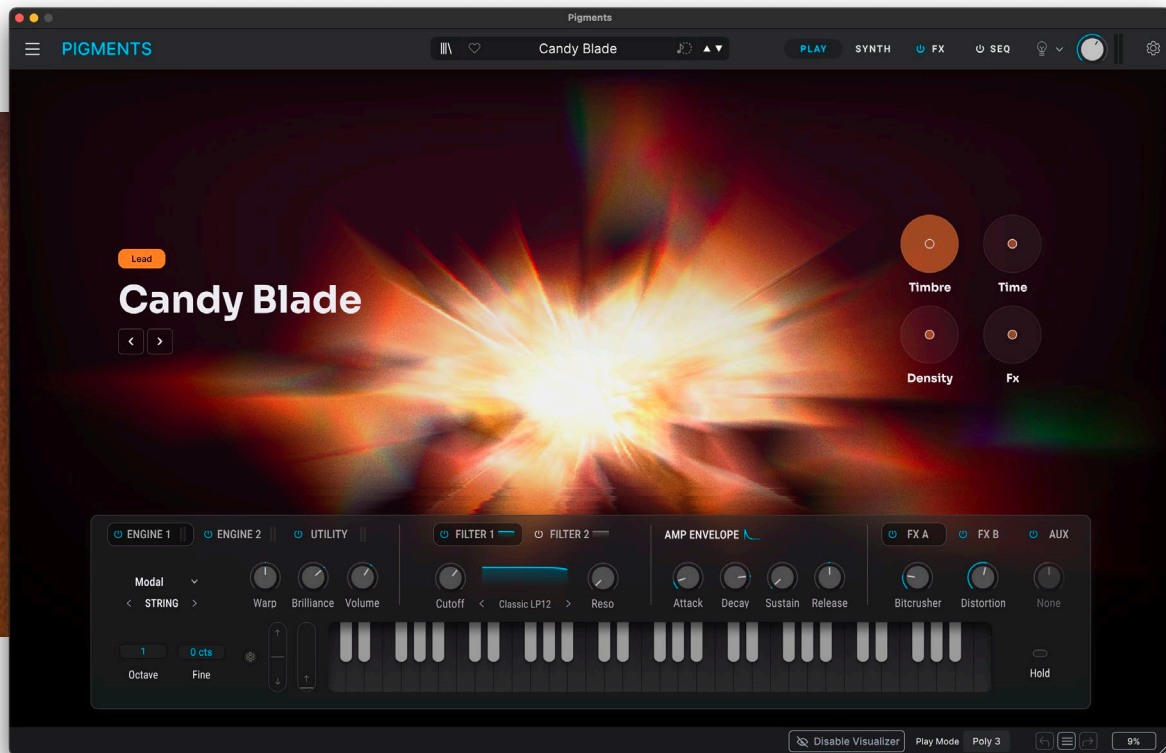 Pigments
PIGMENTS
Candy Blade
PLAY SYNTH FX SEQ
Lead
Candy Blade
Timbre Time
Density Fx
ENGINE 1 ENGINE 2 UTILITY FILTER 1 FILTER 2 AMP ENVELOPE FX A FX B AUX
Modal
STRING Warp Brilliance Volume Cutoff < Classic LP12 > Reso Attack Decay Sustain Release Bitcrusher Distortion None
1 0 cts
Octave Fine Hold
Disable Visualizer Play Mode Poly 3 9%